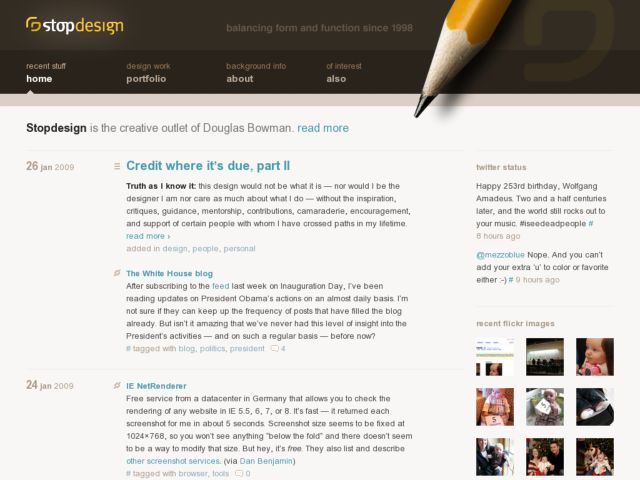 stopdesign
balancing form and function since 1998
recent stuff
home
design work
portfolio
background info
about
of interest
also
Stopdesign is the creative outlet of Douglas Bowman. read more
26 jan 2009
Credit where it's due, part II
Truth as I know it: this design would not be what it is — nor would I be the
designer I am nor care as much about what I do — without the inspiration,
critiques, guidance, mentorship, contributions, camaraderie, encouragement,
and support of certain people with whom I have crossed paths in my lifetime.
read more ›
added in design, people, personal
The White House blog
After subscribing to the feed last week on Inauguration Day, I've been
reading updates on President Obama's actions on an almost daily basis. I'm
not sure if they can keep up the frequency of posts that have filled the blog
already. But isn't it amazing that we've never had this level of insight into the
President's activities — and on such a regular basis — before now?
# tagged with blog, politics, president 4
24 jan 2009
IE NetRenderer
Free service from a datacenter in Germany that allows you to check the
rendering of any website in IE 5.5, 6, 7, or 8. It's fast — it returned each
screenshot for me in about 5 seconds. Screenshot size seems to be fixed at
1024×768, so you won't see anything "below the fold" and there doesn't seem
to be a way to modify that size. But hey, it's free. They also list and describe
other screenshot services. (via Dan Benjamin)
# tagged with browser, tools 0
twitter status
Happy 253rd birthday, Wolfgang
Amadeus. Two and a half centuries
later, and the world still rocks out to
your music. #iseedeadpeople #
8 hours ago
@mezzoblue Nope. And you can't
add your extra 'u' to color or favorite
either :-) # 9 hours ago
recent flickr images